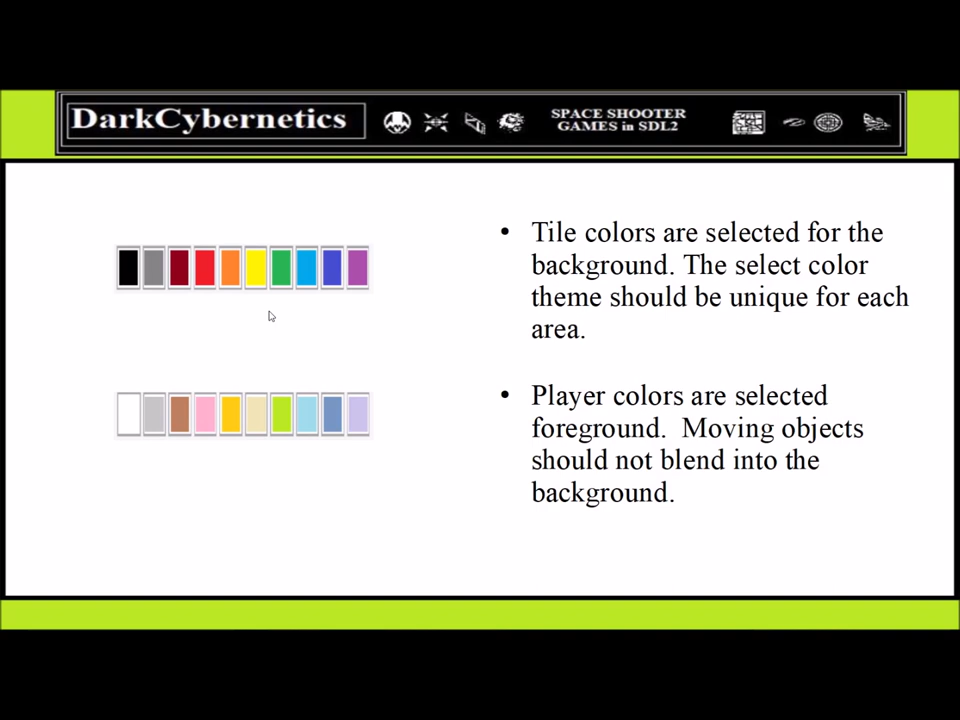 DarkCybernetics
SPACE SHOOTER
GAMES in SDL2
• Tile colors are selected for the
background. The select color
theme should be unique for each
area.
• Player colors are selected
foreground.  Moving objects
should not blend into the
background.